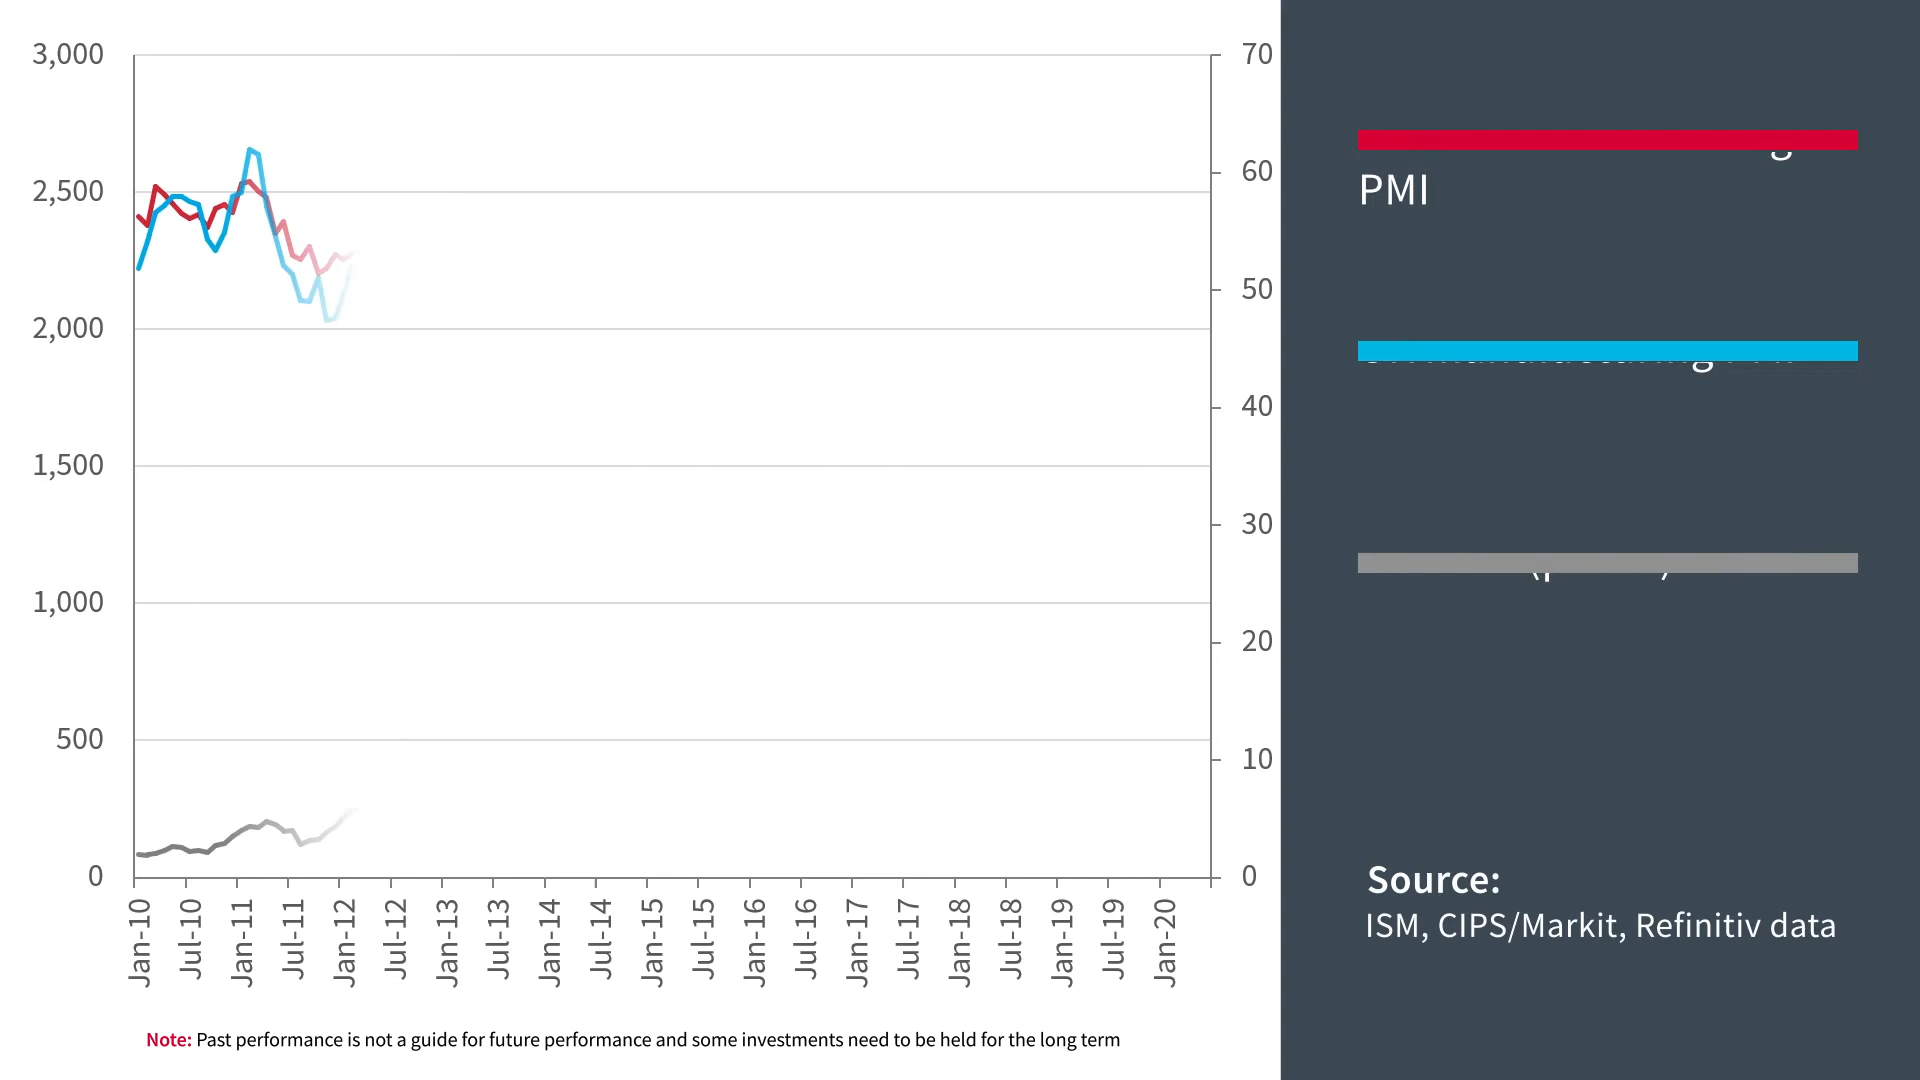 3,000
2,500
2,000
1,500
1,000
500
0
70
60
50
40
30
20
10
0
Jan-10
Jul-10
Jan-11
Jul-11
Jan-12
Jul-12
Jan-13
Jul-13
Jan-14
Jul-14
Jan-15
Jul-15
Jan-16
Jul-16
Jan-17
Jul-17
Jan-18
Jul-18
Jan-19
Jul-19
Jan-20
Note: Past performance is not a guide for future performance and some investments need to be held for the long term
PMI
Source:
ISM, CIPS/Markit, Refinitiv data